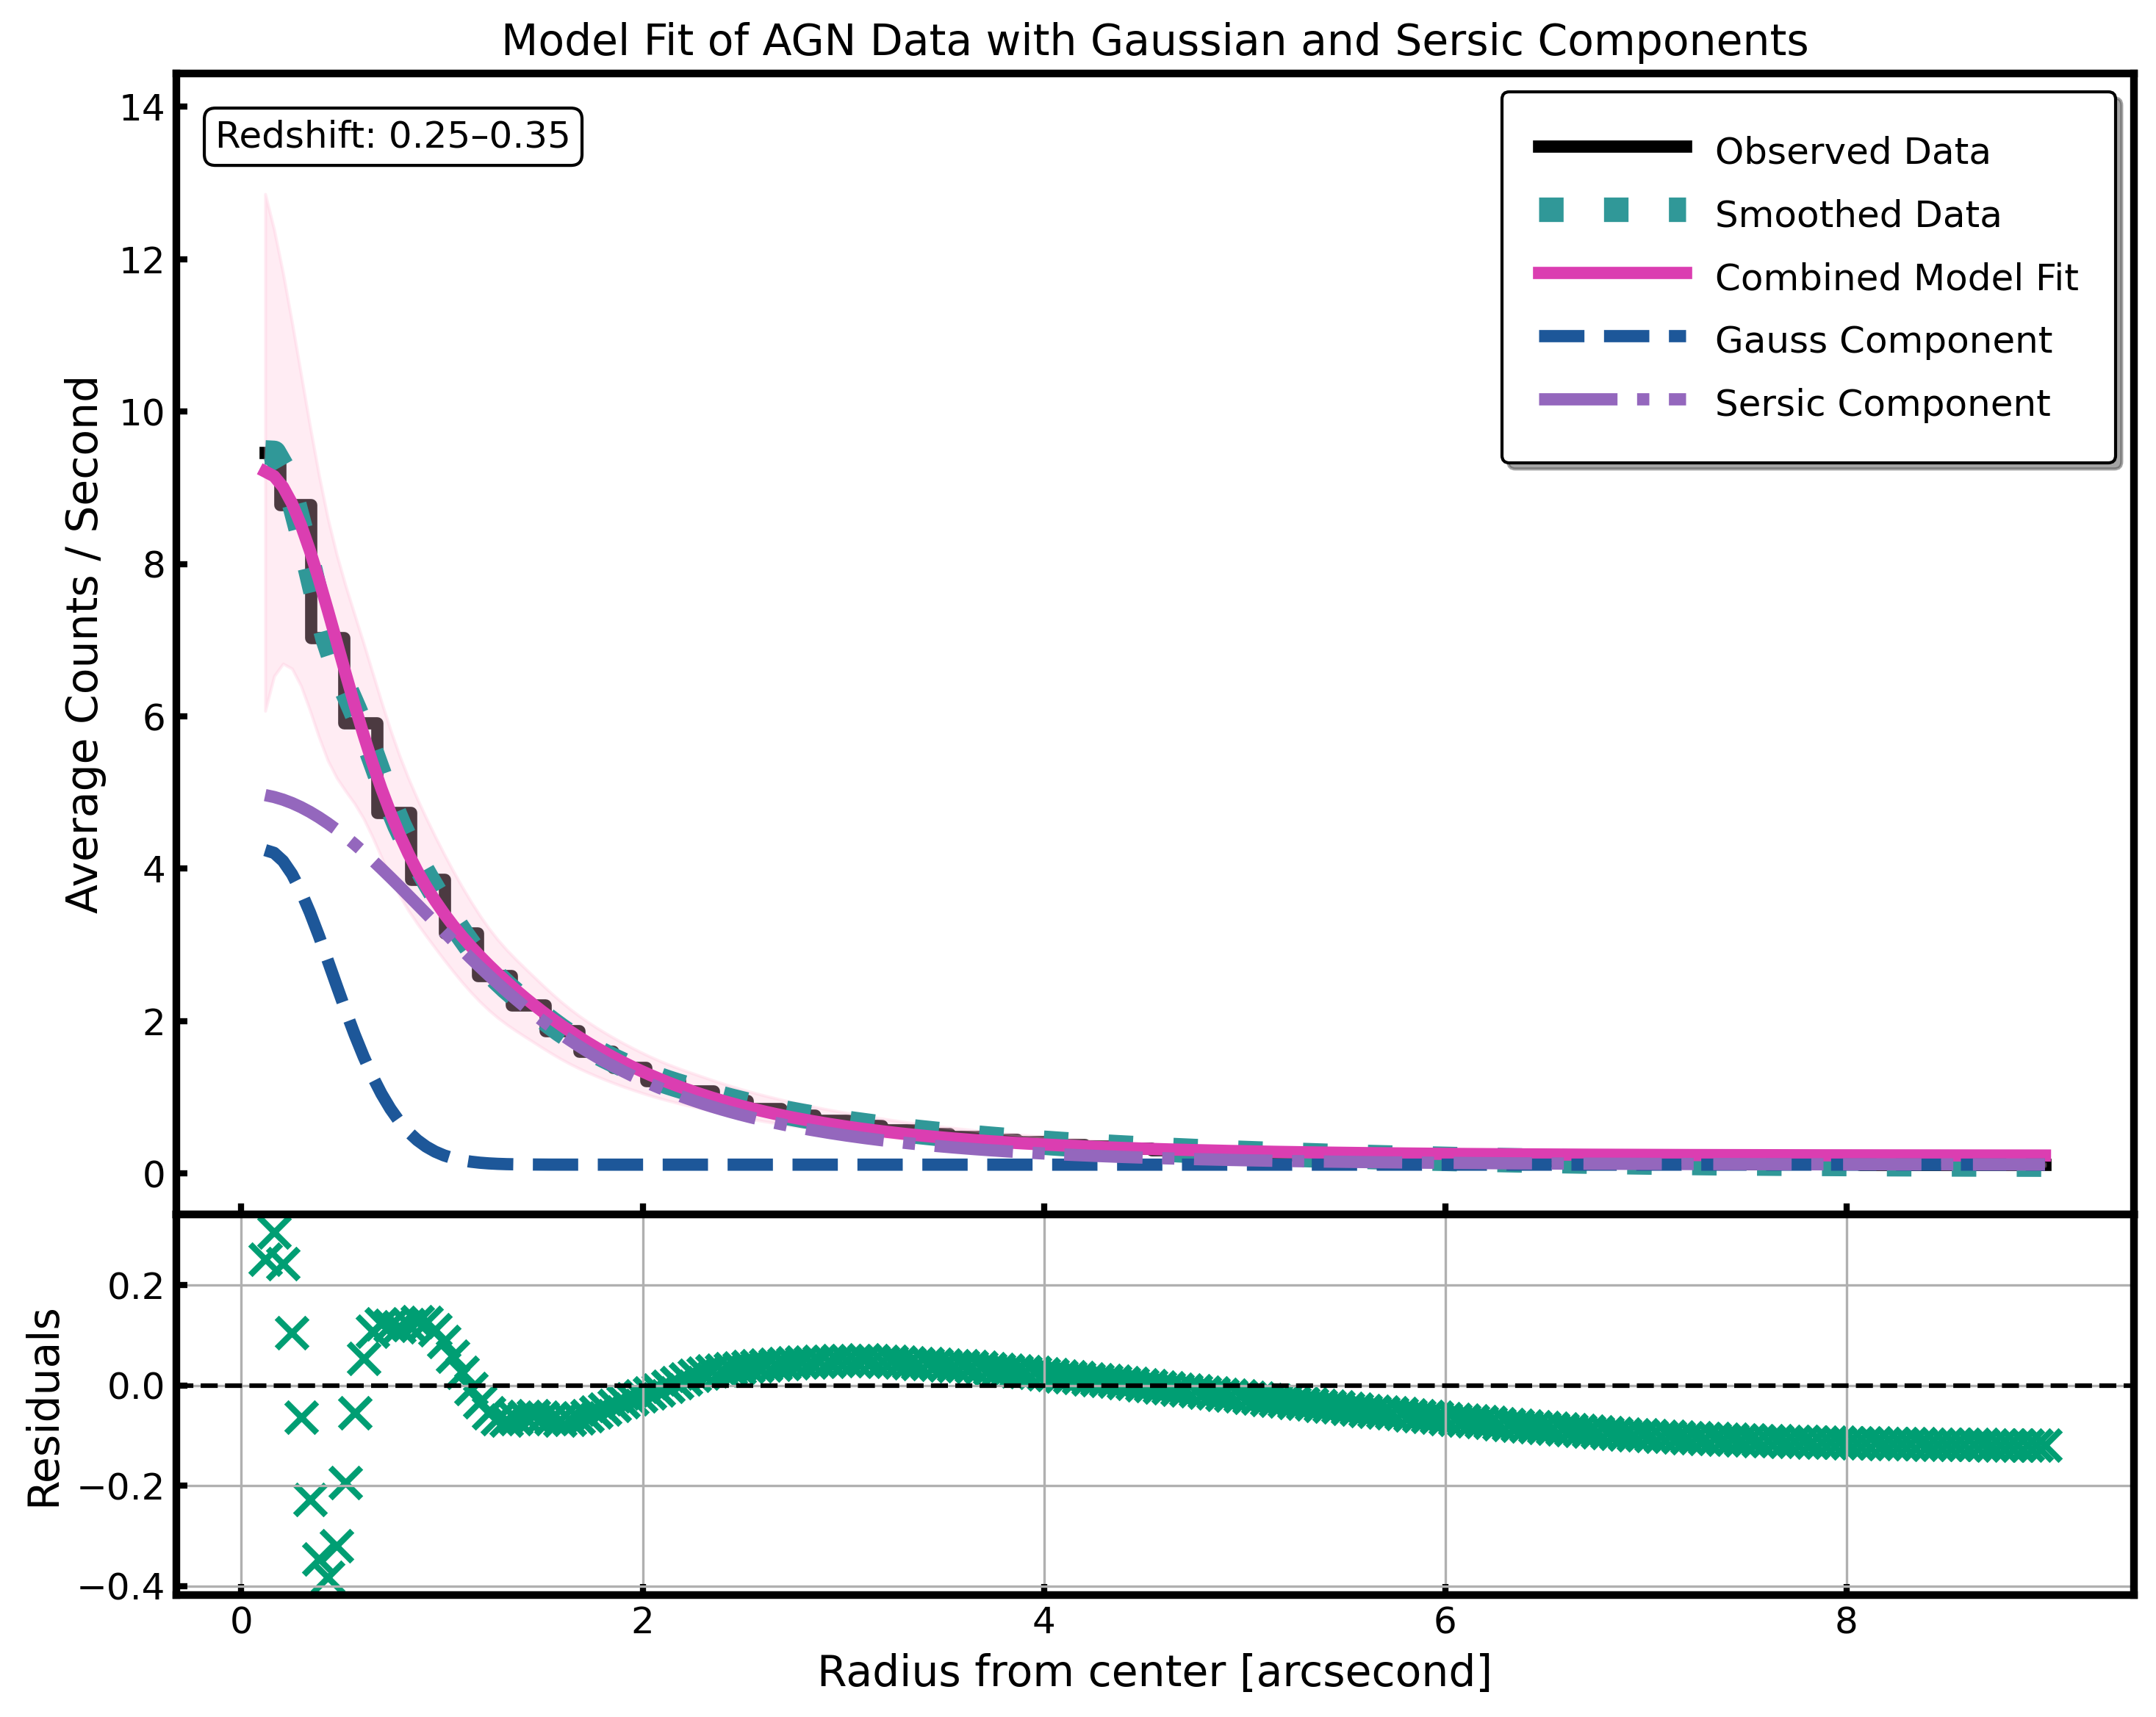 Model Fit of AGN Data with Gaussian and Sersic Components
Redshift: 0.25–0.35
Observed Data
Smoothed Data
Combined Model Fit
Gauss Component
Sersic Component
Average Counts / Second
14
12
10
8
6
4
2
0
Residuals
0.2
0.0
−0.2
−0.4
0 2 4 6 8
Radius from center [arcsecond]